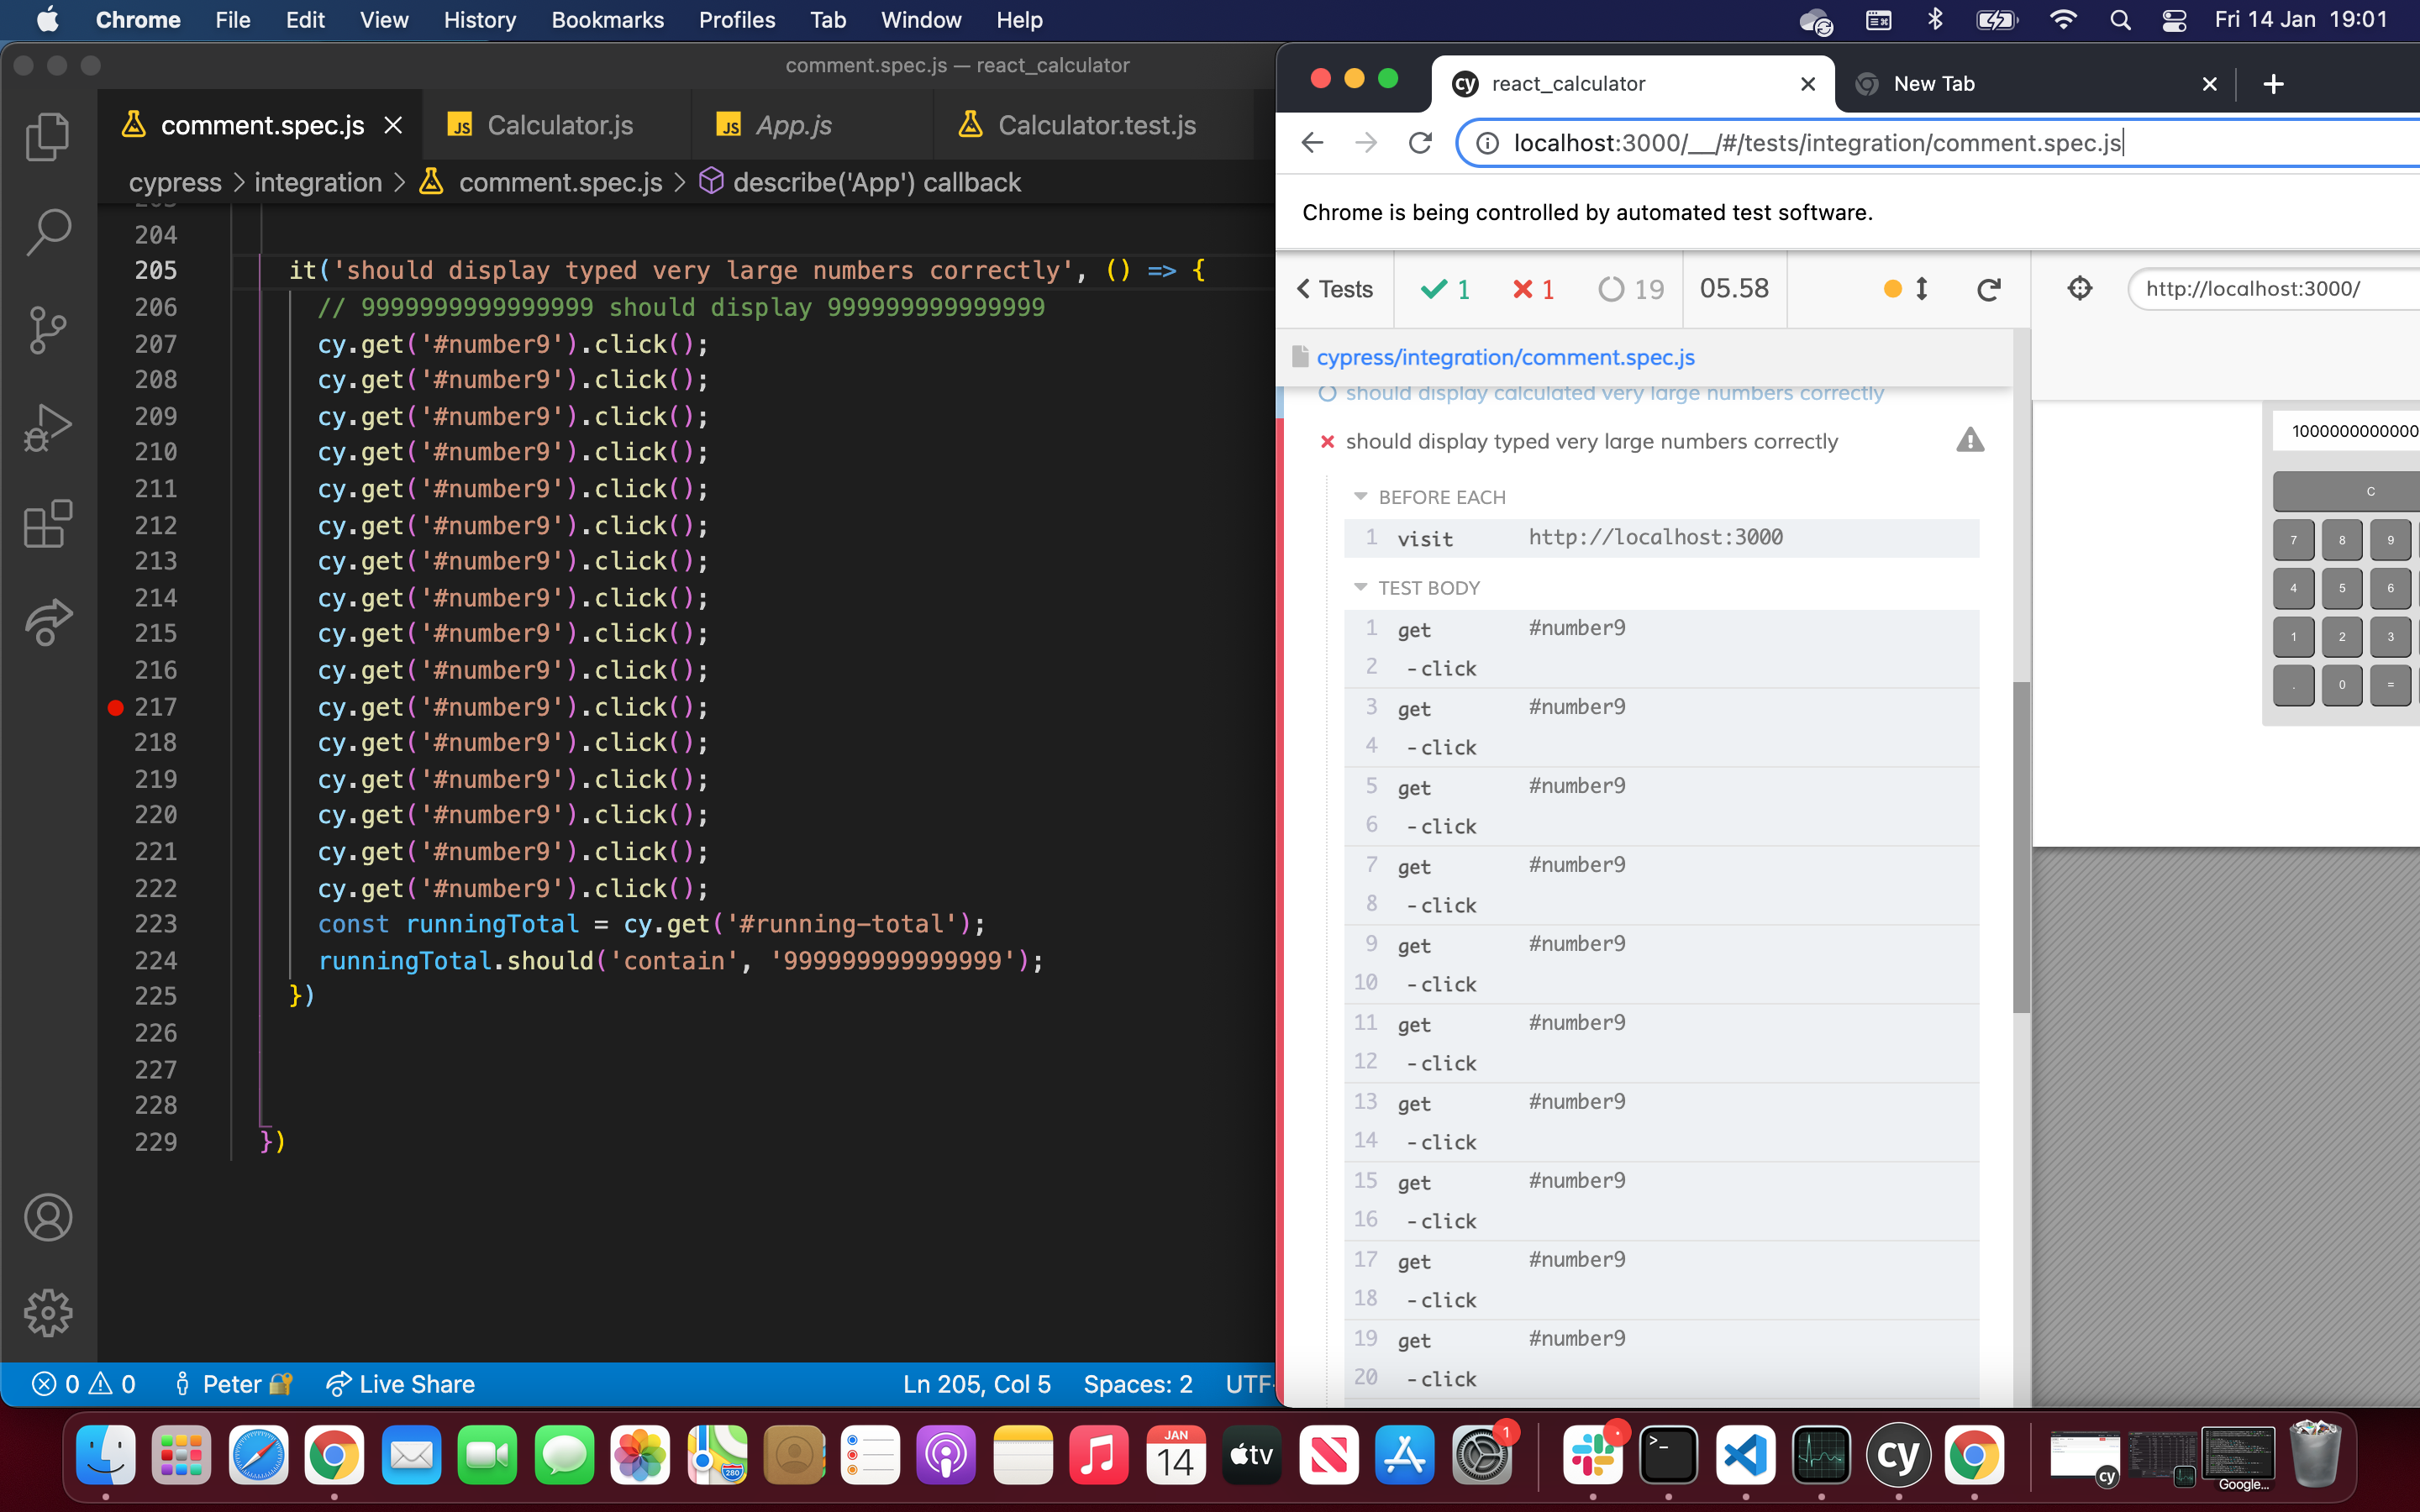 Chrome File Edit View History Bookmarks Profiles Tab Window Help Fri 14 Jan 19:01
comment.spec.js — react_calculator
comment.spec.js
JS Calculator.js
JS App.js
Calculator.test.js
cypress > integration > comment.spec.js > describe('App') callback
203
204
205 it('should display typed very large numbers correctly', () => {
206 // 9999999999999999 should display 999999999999999
207 cy.get('#number9').click();
208 cy.get('#number9').click();
209 cy.get('#number9').click();
210 cy.get('#number9').click();
211 cy.get('#number9').click();
212 cy.get('#number9').click();
213 cy.get('#number9').click();
214 cy.get('#number9').click();
215 cy.get('#number9').click();
216 cy.get('#number9').click();
217 cy.get('#number9').click();
218 cy.get('#number9').click();
219 cy.get('#number9').click();
220 cy.get('#number9').click();
221 cy.get('#number9').click();
222 cy.get('#number9').click();
223 const runningTotal = cy.get('#running-total');
224 runningTotal.should('contain', '999999999999999');
225 })
226
227
228
229 })
0 0 Peter Live Share Ln 205, Col 5 Spaces: 2 UTF-
cy react_calculator
New Tab
localhost:3000/__/#/tests/integration/comment.spec.js
Chrome is being controlled by automated test software.
< Tests 1 1 19 05.58
http://localhost:3000/
cypress/integration/comment.spec.js
should display calculated very large numbers correctly
should display typed very large numbers correctly
BEFORE EACH
1 visit http://localhost:3000
TEST BODY
1 get #number9
2 -click
3 get #number9
4 -click
5 get #number9
6 -click
7 get #number9
8 -click
9 get #number9
10 -click
11 get #number9
12 -click
13 get #number9
14 -click
15 get #number9
16 -click
17 get #number9
18 -click
19 get #number9
20 -click
1000000000000
C
7 8 9
4 5 6
1 2 3
. 0 =
280
JAN
14
tv
1
>_
cy
cy
Google...